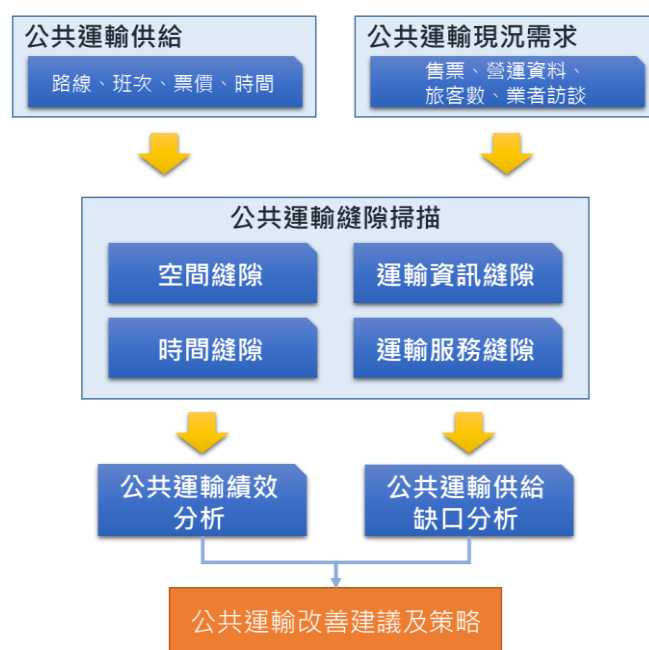 公共運輸供給
路線、班次、票價、時間
公共運輸現況需求
售票、營運資料、
旅客數、業者訪談
公共運輸縫隙掃描
空間縫隙
運輸資訊縫隙
時間縫隙
運輸服務縫隙
公共運輸績效
分析
公共運輸供給
缺口分析
公共運輸改善建議及策略